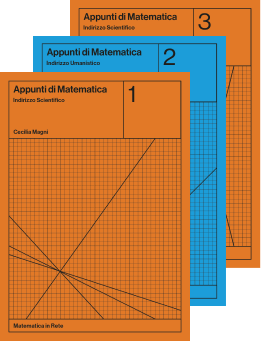 Appunti di Matematica
Indirizzo Scientifico
3
Appunti di Matematica
Indirizzo Umanistico
2
Appunti di Matematica
Indirizzo Scientifico
1
Cecilia Magni
Matematica in Rete